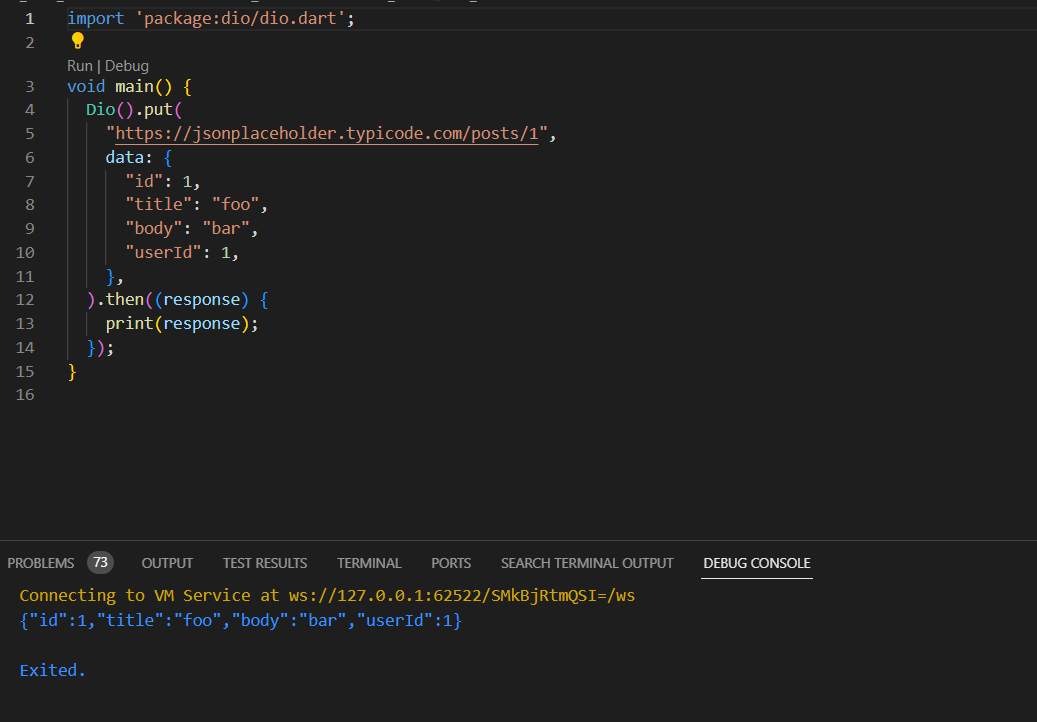 1 import 'package:dio/dio.dart';
2
Run | Debug
3 void main() {
4 Dio().put(
5 "https://jsonplaceholder.typicode.com/posts/1",
6 data: {
7 "id": 1,
8 "title": "foo",
9 "body": "bar",
10 "userId": 1,
11 },
12 ).then((response) {
13 print(response);
14 });
15 }
16
PROBLEMS 73 OUTPUT TEST RESULTS TERMINAL PORTS SEARCH TERMINAL OUTPUT DEBUG CONSOLE
Connecting to VM Service at ws://127.0.0.1:62522/SMkBjRtmQSI=/ws
{"id":1,"title":"foo","body":"bar","userId":1}
Exited.